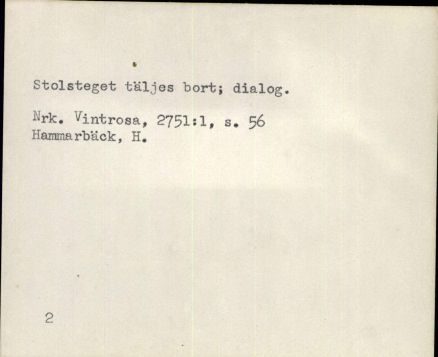 Stolsteget täljes bort; dialog.
Nrk. Vintrosa, 2751:1, s. 56
Hammarbäck, H.
2